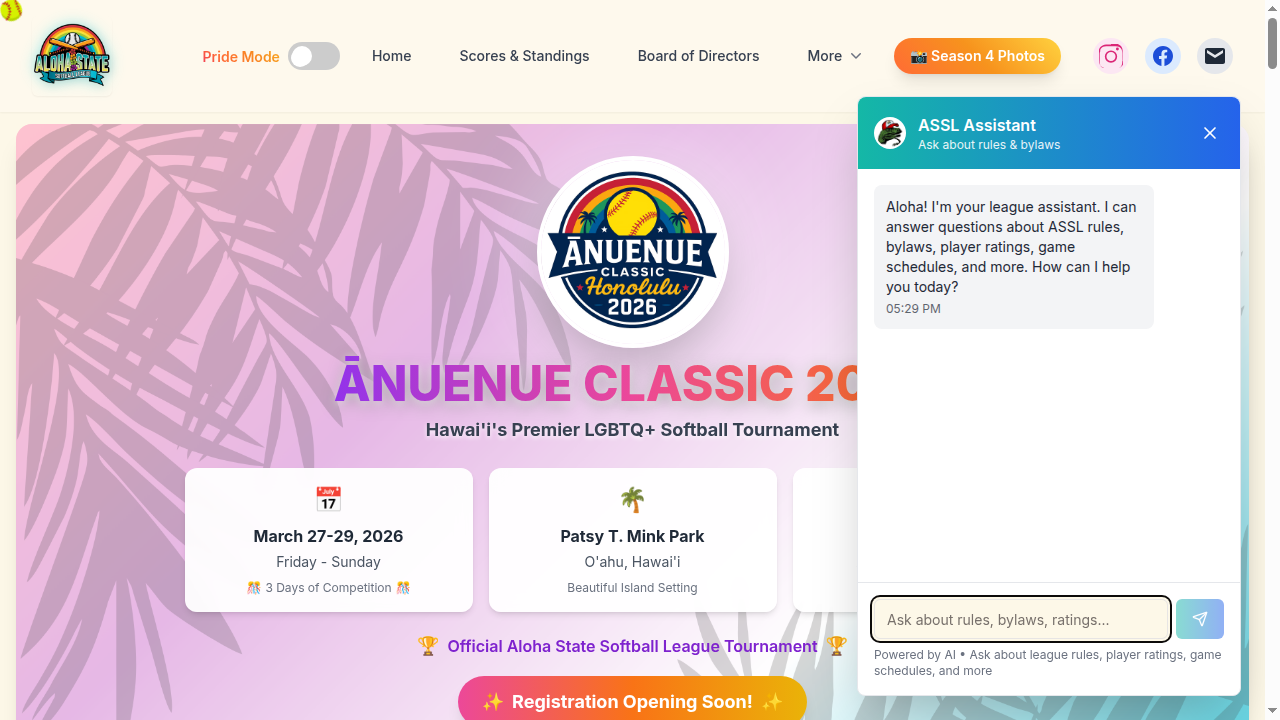 ALOHA STATE
Pride Mode
Home
Scores & Standings
Board of Directors
More
📸 Season 4 Photos
ASSL Assistant
Ask about rules & bylaws
Aloha! I'm your league assistant. I can
answer questions about ASSL rules,
bylaws, player ratings, game
schedules, and more. How can I help
you today?
05:29 PM
ĀNUENUE
CLASSIC
Honolulu
2026
ĀNUENUE CLASSIC 20
Hawai'i's Premier LGBTQ+ Softball Tournament
July
17
March 27-29, 2026
Friday - Sunday
🎊 3 Days of Competition 🎊
🌴
Patsy T. Mink Park
O'ahu, Hawai'i
Beautiful Island Setting
🏆 Official Aloha State Softball League Tournament 🏆
✨ Registration Opening Soon! ✨
Ask about rules, bylaws, ratings...
Powered by AI • Ask about league rules, player ratings, game
schedules, and more